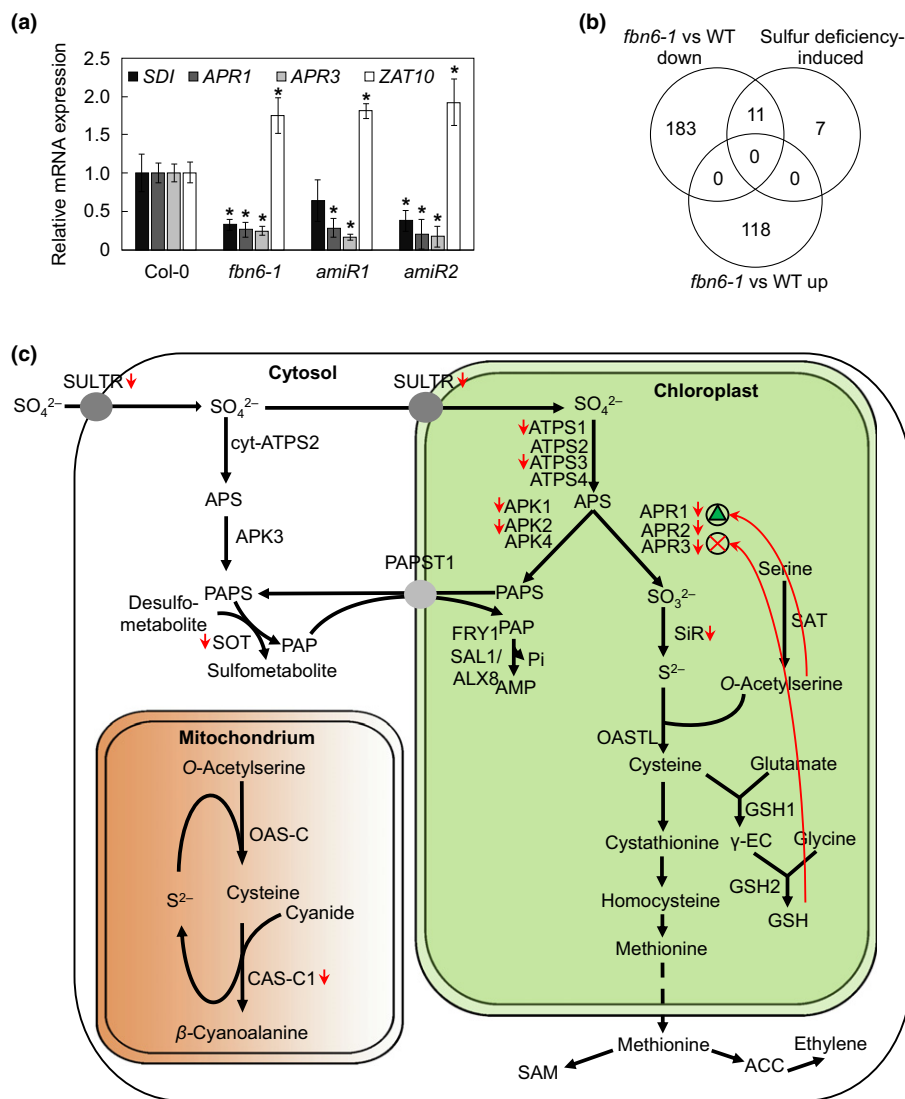 (a)
Relative mRNA expression
2.5
2.0
1.5
1.0
0.5
0
SDI APR1 APR3 ZAT10
* * * *
* * *
* * * *
Col-0 fbn6-1 amiR1 amiR2
(b)
fbn6-1 vs WT down
Sulfur deficiency-induced
183 11 7
0
0 0
118
fbn6-1 vs WT up
(c)
Cytosol
Chloroplast
SULTR
SO₄²⁻
SO₄²⁻
SULTR
SO₄²⁻
cyt-ATPS2
APS
APK3
PAPS
Desulfo-
metabolite
SOT
PAP
Sulfometabolite
PAPST1
ATPS1
ATPS2
ATPS3
ATPS4
APS
APK1
APK2
APK4
APR1
APR2
APR3
PAPS
PAP
FRY1
SAL1/
ALX8
Pi
AMP
SO₃²⁻
SiR
S²⁻
Serine
SAT
O-Acetylserine
OASTL
Cysteine
Glutamate
GSH1
γ-EC
Glycine
GSH2
GSH
Cystathionine
Homocysteine
Methionine
Methionine
SAM
ACC
Ethylene
Mitochondrium
O-Acetylserine
OAS-C
S²⁻
Cysteine
Cyanide
CAS-C1
β-Cyanoalanine